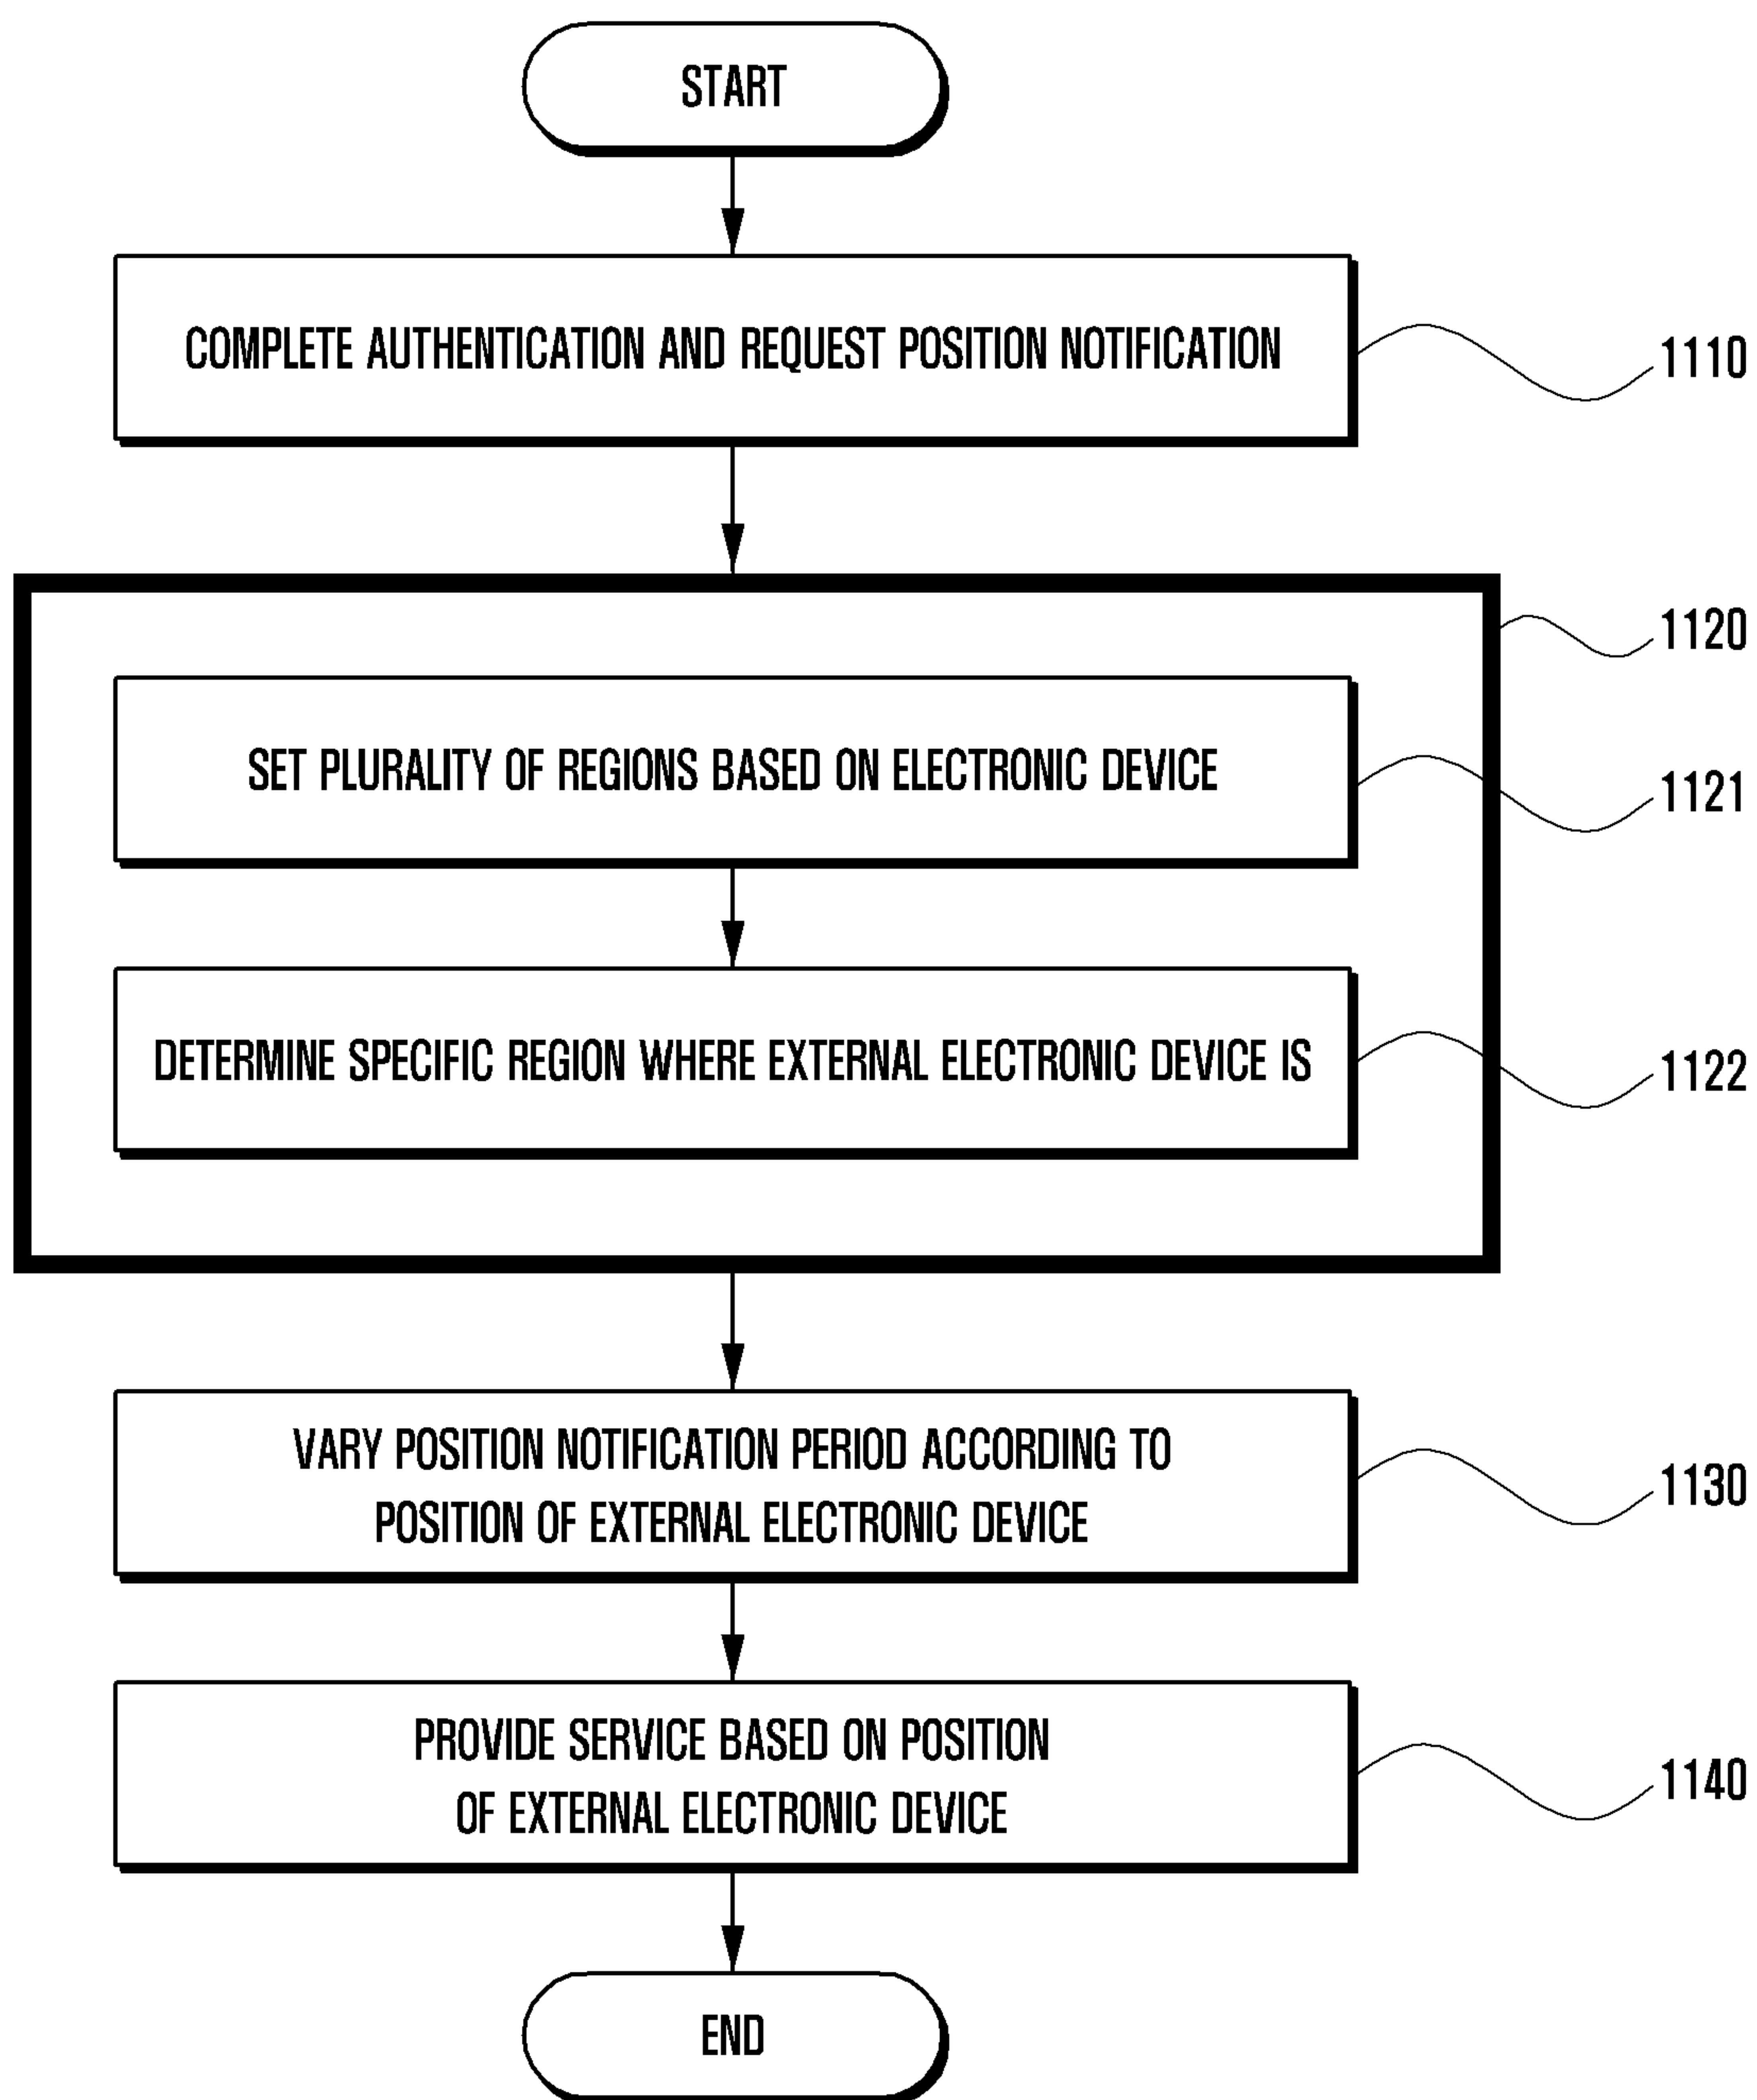 START
COMPLETE AUTHENTICATION AND REQUEST POSITION NOTIFICATION
1110
1120
SET PLURALITY OF REGIONS BASED ON ELECTRONIC DEVICE
1121
DETERMINE SPECIFIC REGION WHERE EXTERNAL ELECTRONIC DEVICE IS
1122
VARY POSITION NOTIFICATION PERIOD ACCORDING TO
POSITION OF EXTERNAL ELECTRONIC DEVICE
1130
PROVIDE SERVICE BASED ON POSITION
OF EXTERNAL ELECTRONIC DEVICE
1140
END